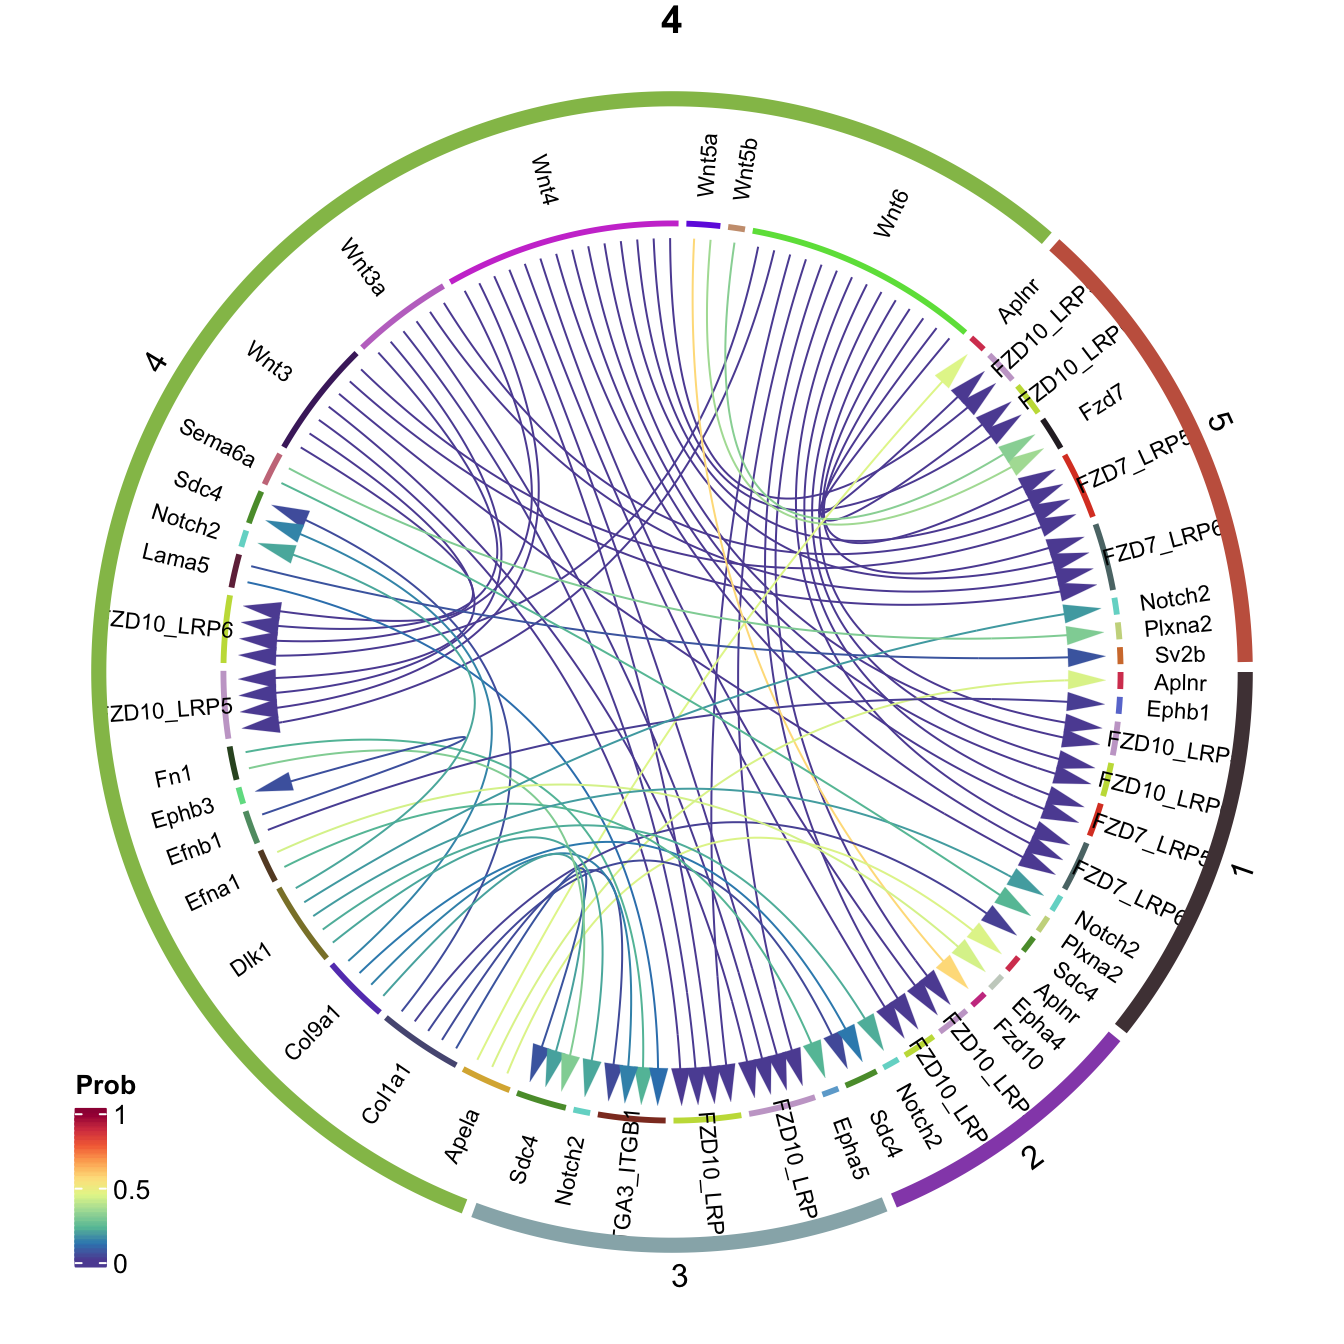 4
4
Wnt3
Wnt3a
Wnt4
Wnt5a
Wnt5b
Wnt6
Aplnr
FZD10_LRP
FZD10_LRP
Fzd7
FZD7_LRP5
FZD7_LRP6
Notch2
Plxna2
Sv2b
5
Aplnr
Ephb1
FZD10_LRP
FZD10_LRP
FZD7_LRP5
FZD7_LRP6
Notch2
Plxna2
Sdc4
1
Aplnr
Epha4
Fzd10
FZD10_LRP
FZD10_LRP
Notch2
Sdc4
2
Epha5
FZD10_LRP
FZD10_LRP
GA3_ITGB1
Notch2
Sdc4
3
Apela
Col1a1
Col9a1
Dlk1
Efna1
Efnb1
Ephb3
Fn1
ZD10_LRP5
ZD10_LRP6
Lama5
Notch2
Sdc4
Sema6a
Prob
1
0.5
0